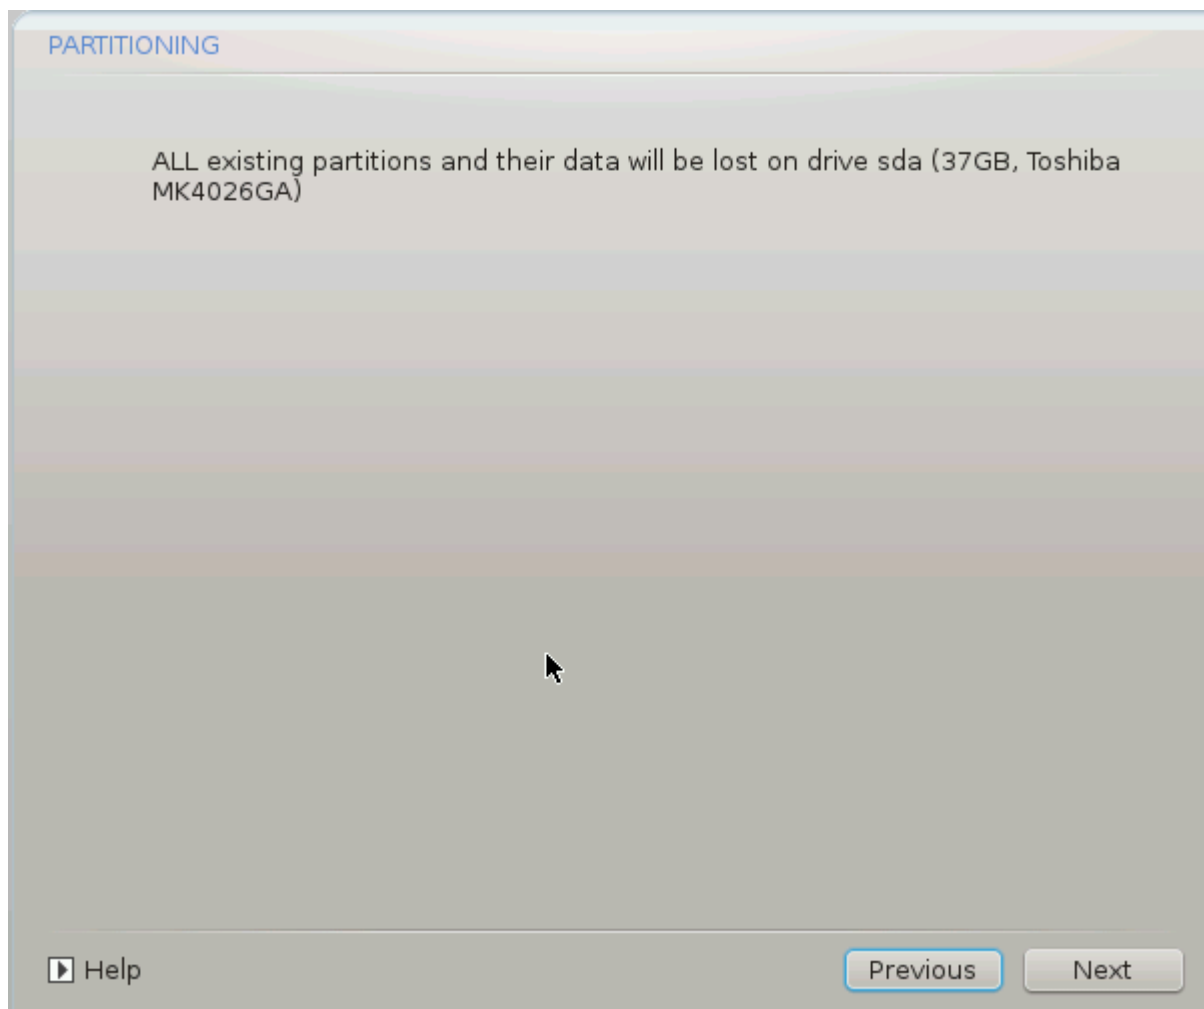 PARTITIONING
ALL existing partitions and their data will be lost on drive sda (37GB, Toshiba
MK4026GA)
Help
Previous
Next